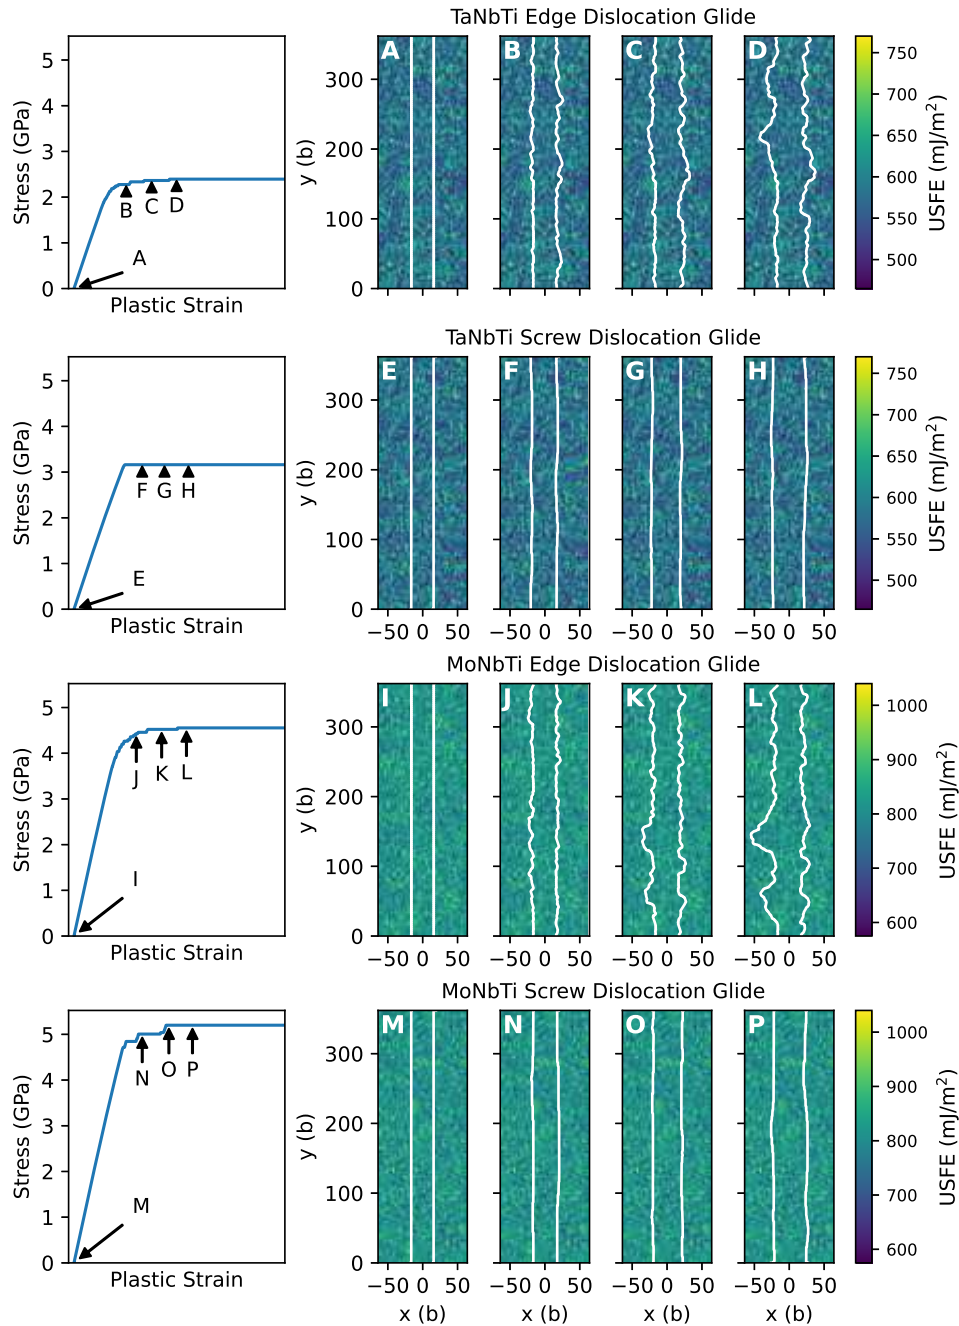 TaNbTi Edge Dislocation Glide
Stress (GPa)
5
4
3
2
1
0
B C D
A
Plastic Strain
y (b)
300
200
100
0
A B C D
750
700
650
600
550
500
USFE (mJ/m²)
TaNbTi Screw Dislocation Glide
Stress (GPa)
5
4
3
2
1
0
F G H
E
Plastic Strain
y (b)
300
200
100
0
E F G H
−50 0 50 −50 0 50 −50 0 50 −50 0 50
750
700
650
600
550
500
USFE (mJ/m²)
MoNbTi Edge Dislocation Glide
Stress (GPa)
5
4
3
2
1
0
J K L
I
Plastic Strain
y (b)
300
200
100
0
I J K L
−50 0 50 −50 0 50 −50 0 50 −50 0 50
1000
900
800
700
600
USFE (mJ/m²)
MoNbTi Screw Dislocation Glide
Stress (GPa)
5
4
3
2
1
0
N O P
M
Plastic Strain
y (b)
300
200
100
0
M N O P
−50 0 50 −50 0 50 −50 0 50 −50 0 50
x (b) x (b) x (b) x (b)
1000
900
800
700
600
USFE (mJ/m²)